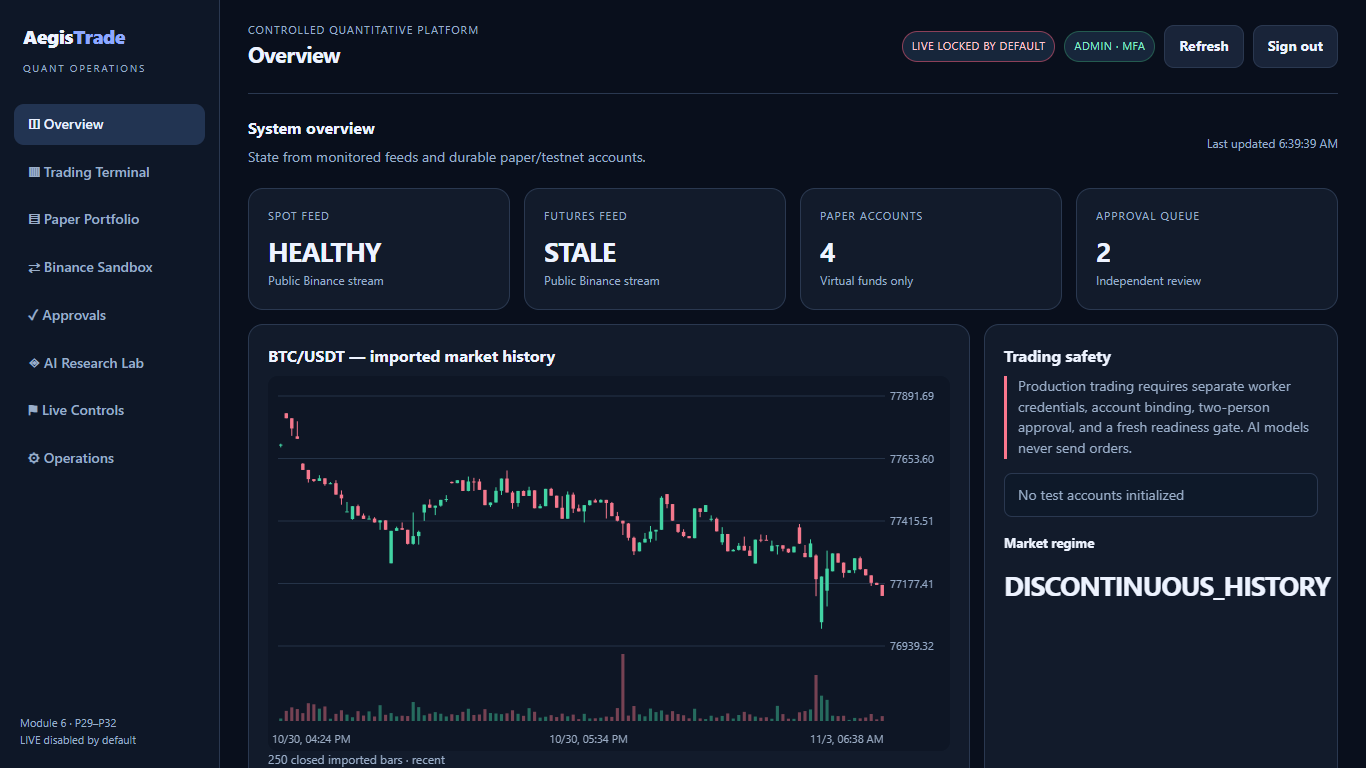 AegisTrade
QUANT OPERATIONS
Overview
Trading Terminal
Paper Portfolio
Binance Sandbox
Approvals
AI Research Lab
Live Controls
Operations
Module 6 · P29–P32
LIVE disabled by default
CONTROLLED QUANTITATIVE PLATFORM
Overview
LIVE LOCKED BY DEFAULT
ADMIN · MFA
Refresh
Sign out
System overview
State from monitored feeds and durable paper/testnet accounts.
Last updated 6:39:39 AM
SPOT FEED
HEALTHY
Public Binance stream
FUTURES FEED
STALE
Public Binance stream
PAPER ACCOUNTS
4
Virtual funds only
APPROVAL QUEUE
2
Independent review
BTC/USDT — imported market history
77891.69
77653.60
77415.51
77177.41
76939.32
10/30, 04:24 PM
10/30, 05:34 PM
11/3, 06:38 AM
250 closed imported bars · recent
Trading safety
Production trading requires separate worker
credentials, account binding, two-person
approval, and a fresh readiness gate. AI models
never send orders.
No test accounts initialized
Market regime
DISCONTINUOUS_HISTORY